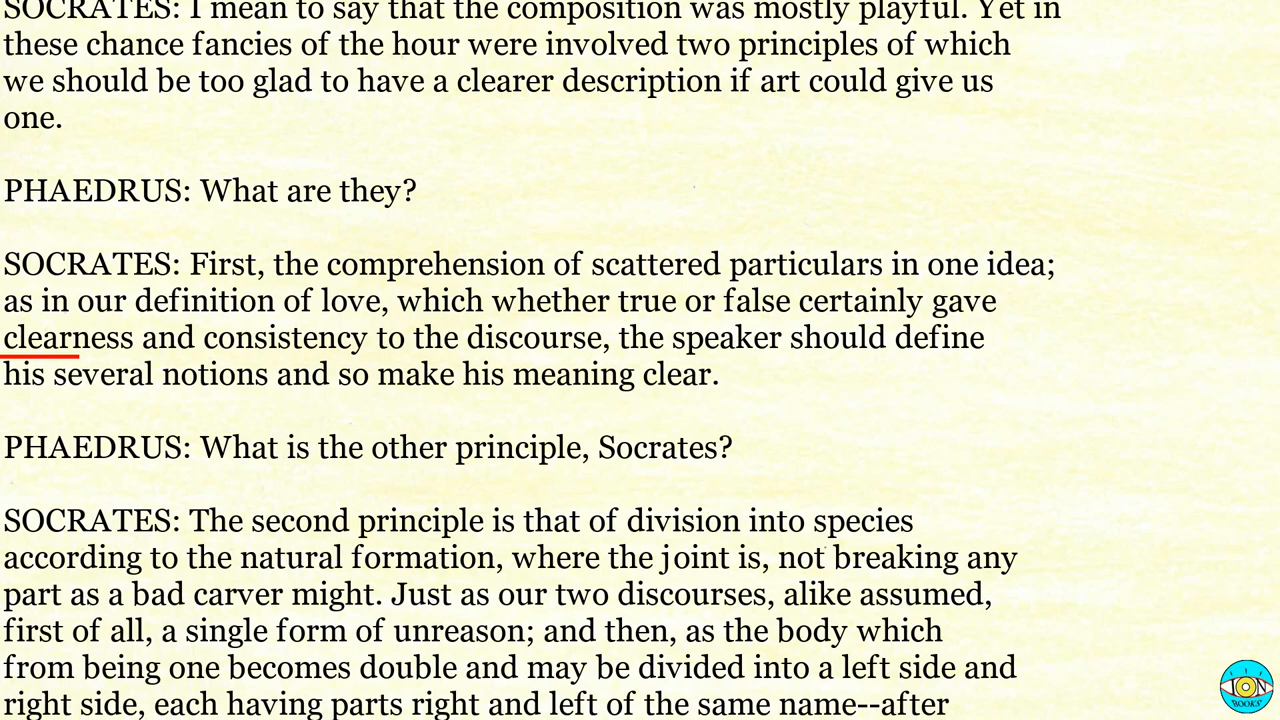 SOCRATES: I mean to say that the composition was mostly playful. Yet in
these chance fancies of the hour were involved two principles of which
we should be too glad to have a clearer description if art could give us
one.
PHAEDRUS: What are they?
SOCRATES: First, the comprehension of scattered particulars in one idea;
as in our definition of love, which whether true or false certainly gave
clearness and consistency to the discourse, the speaker should define
his several notions and so make his meaning clear.
PHAEDRUS: What is the other principle, Socrates?
SOCRATES: The second principle is that of division into species
according to the natural formation, where the joint is, not breaking any
part as a bad carver might. Just as our two discourses, alike assumed,
first of all, a single form of unreason; and then, as the body which
from being one becomes double and may be divided into a left side and
right side, each having parts right and left of the same name--after
ION
BOOKS